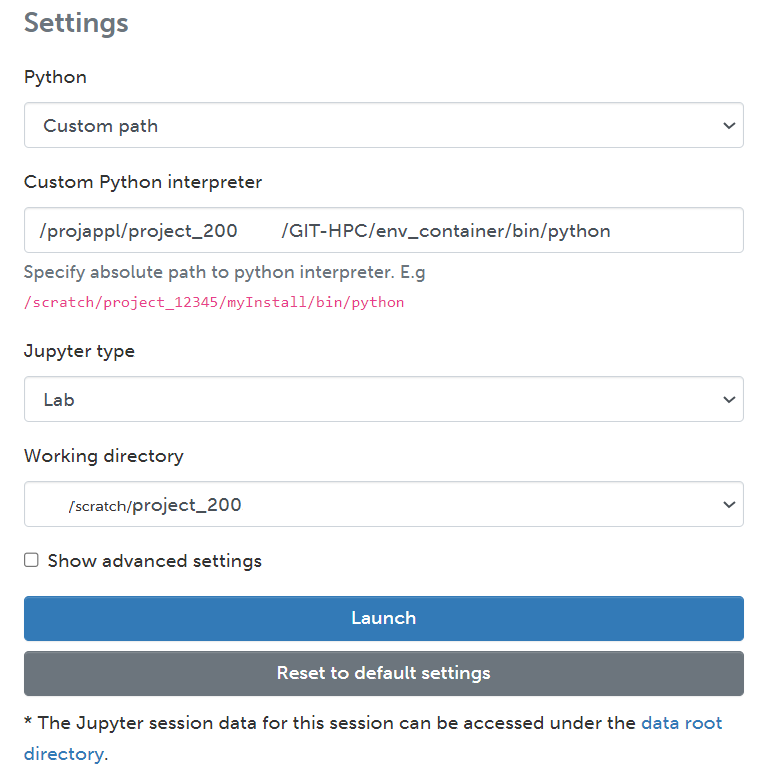 Settings
Python
Custom path
Custom Python interpreter
/projappl/project_200 /GIT-HPC/env_container/bin/python
Specify absolute path to python interpreter. E.g
/scratch/project_12345/myInstall/bin/python
Jupyter type
Lab
Working directory
/scratch/project_200
Show advanced settings
Launch
Reset to default settings
* The Jupyter session data for this session can be accessed under the data root
directory.